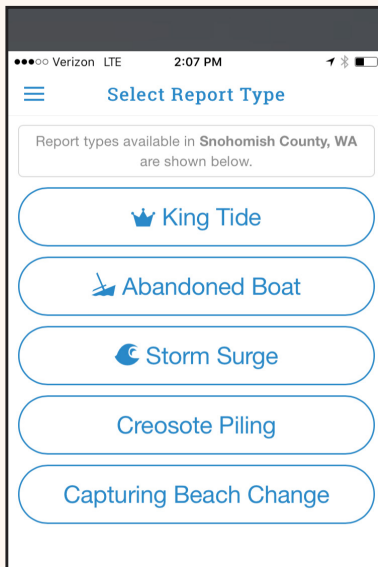 Verizon LTE 2:07 PM
Select Report Type
Report types available in Snohomish County, WA
are shown below.
King Tide
Abandoned Boat
Storm Surge
Creosote Piling
Capturing Beach Change